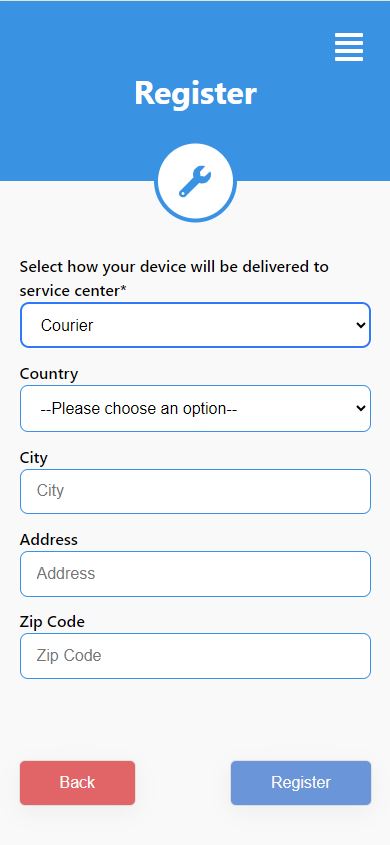 Register
Select how your device will be delivered to
service center*
Courier
Country
--Please choose an option--
City
City
Address
Address
Zip Code
Zip Code
Back
Register